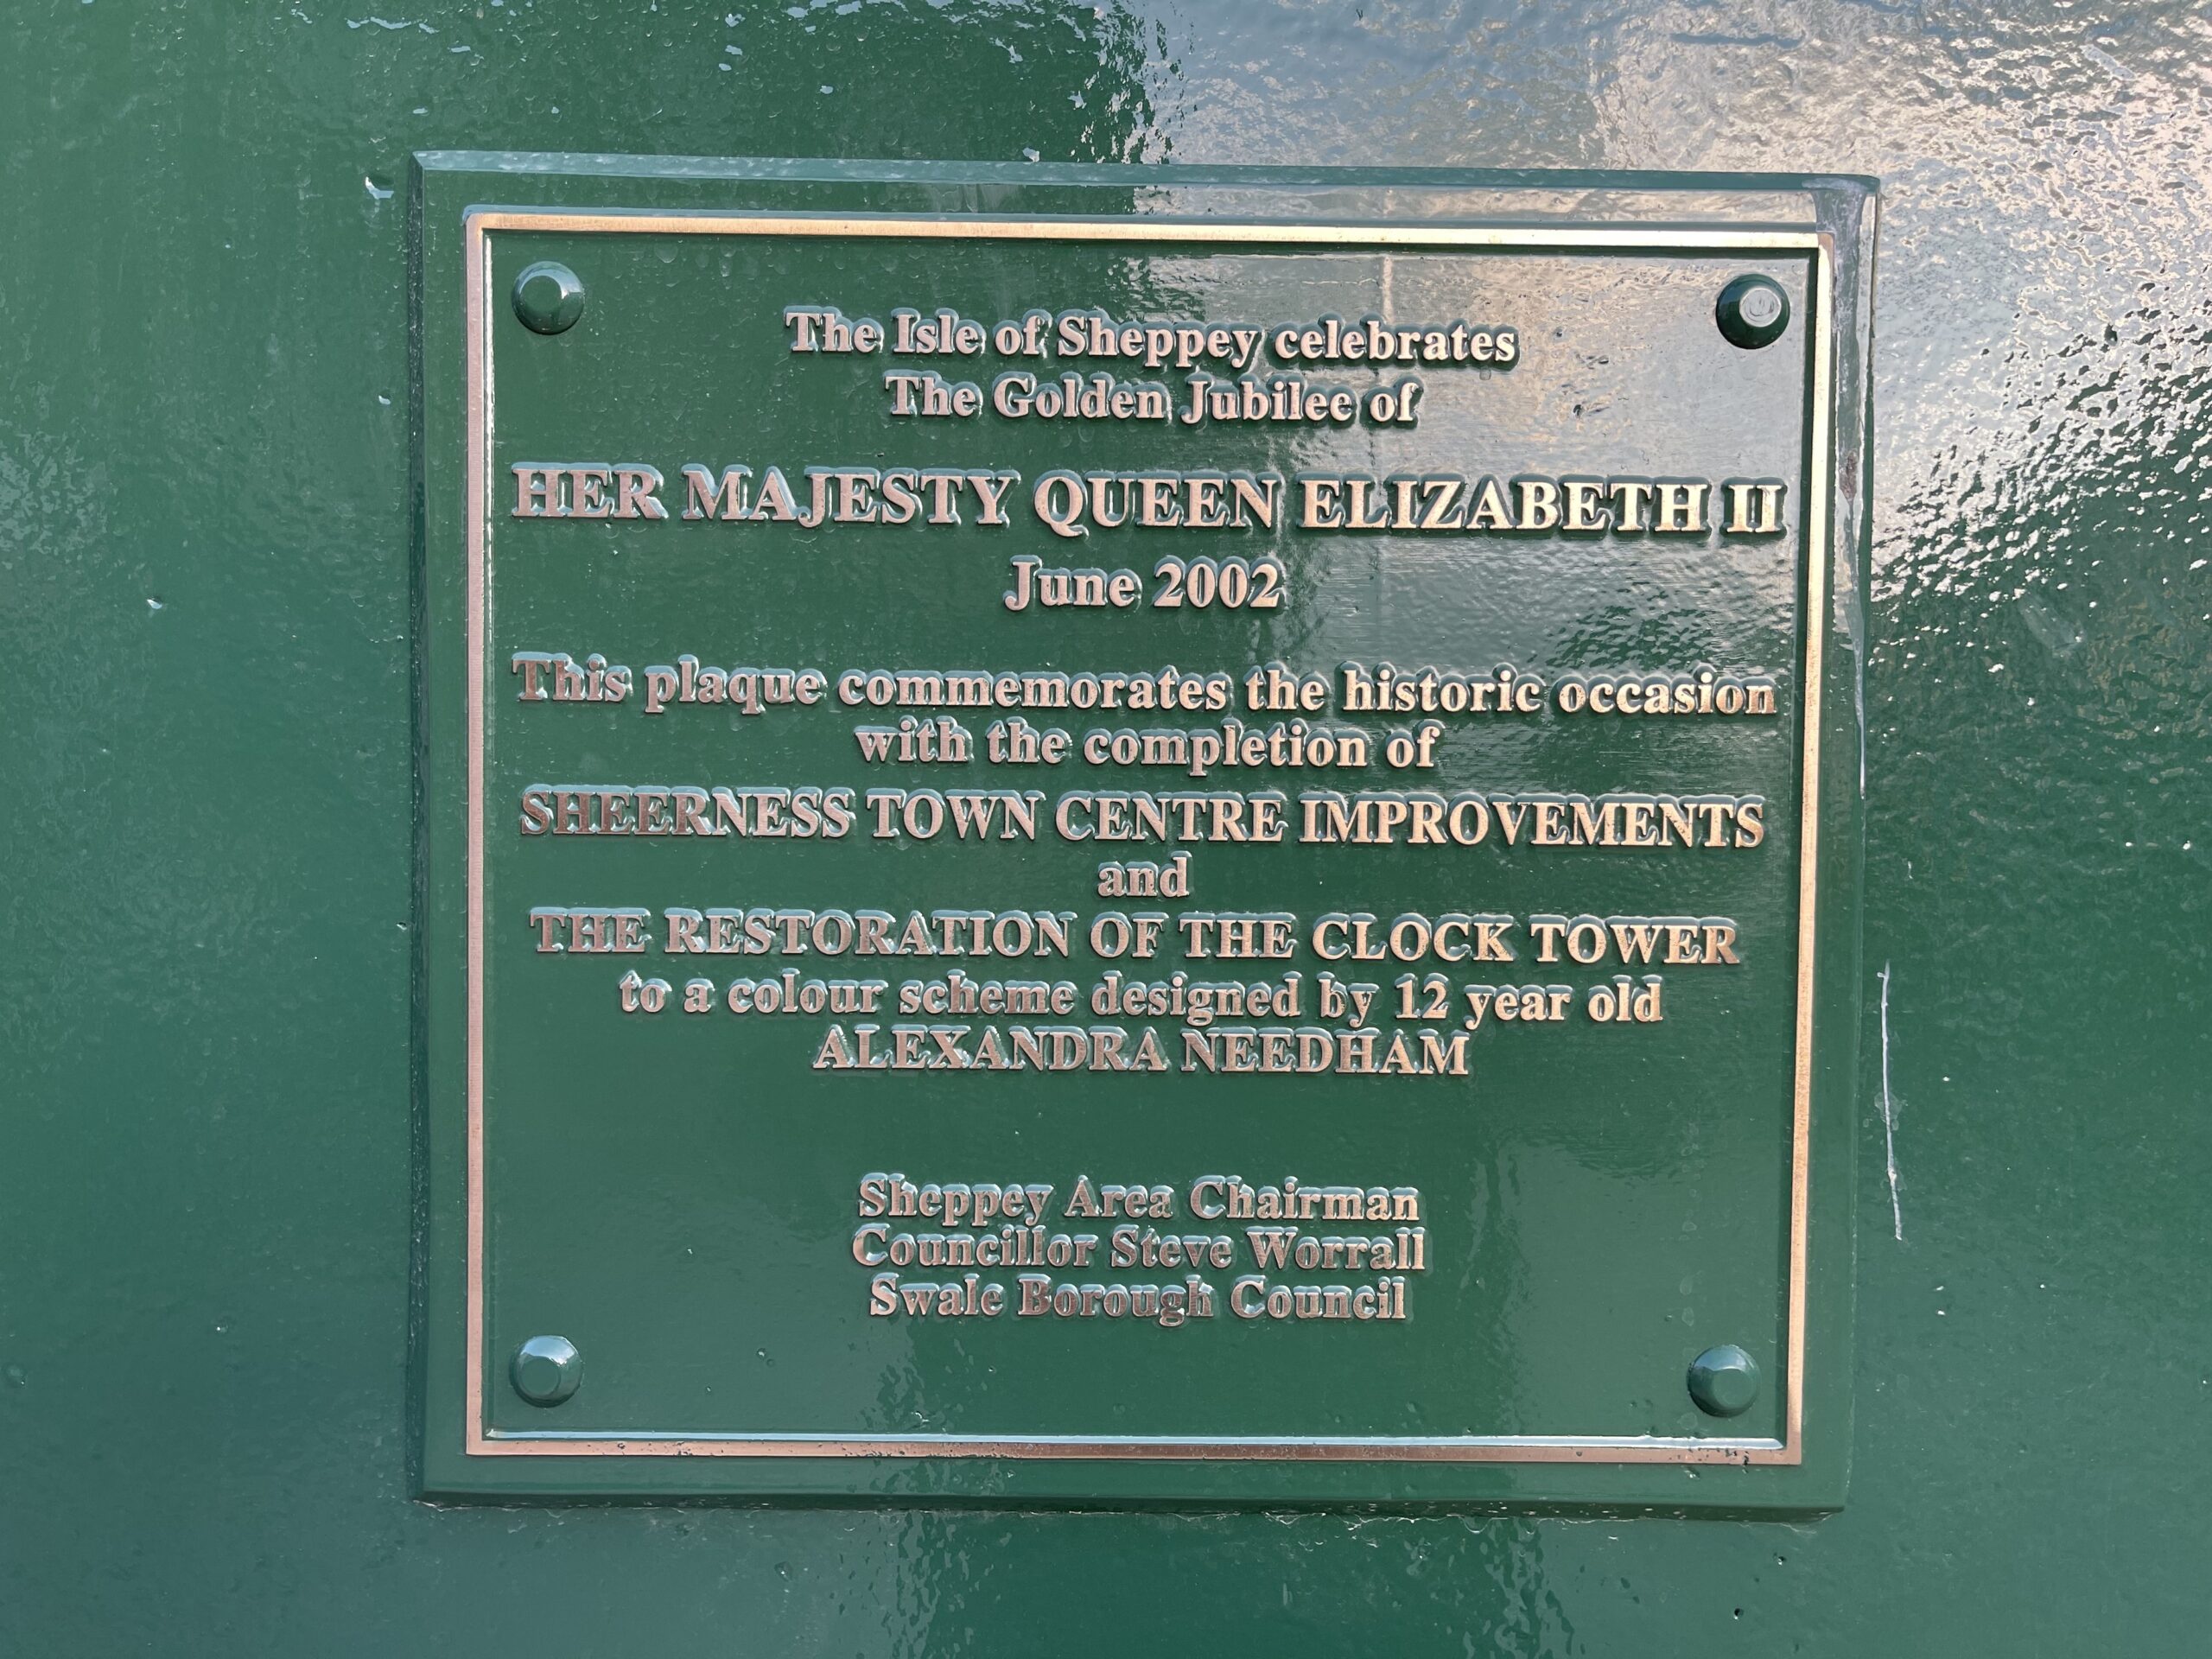 The Isle of Sheppey celebrates
The Golden Jubilee of
HER MAJESTY QUEEN ELIZABETH II
June 2002
This plaque commemorates the historic occasion
with the completion of
SHEERNESS TOWN CENTRE IMPROVEMENTS
and
THE RESTORATION OF THE CLOCK TOWER
to a colour scheme designed by 12 year old
ALEXANDRA NEEDHAM
Sheppey Area Chairman
Councillor Steve Worrall
Swale Borough Council